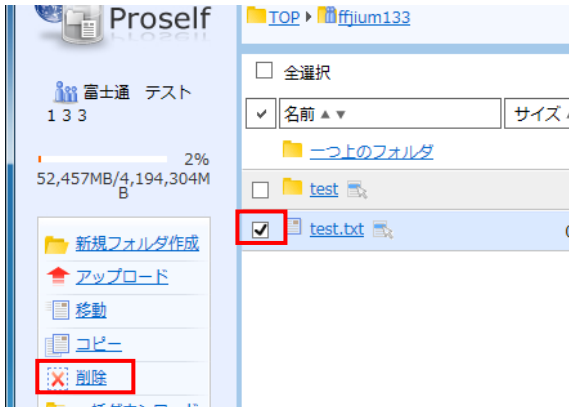 Proself
富士通 テスト
１３３
2%
52,457MB/4,194,304M
B
新規フォルダ作成
アップロード
移動
コピー
削除
TOP ffjium133
全選択
名前 ▲▼ サイズ
一つ上のフォルダ
test
test.txt